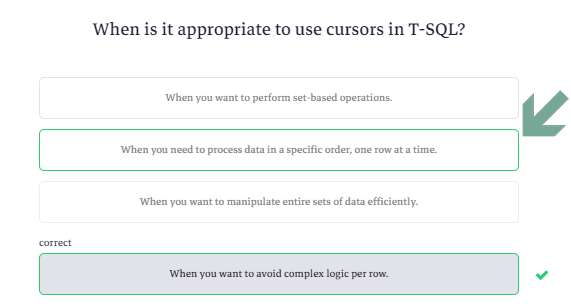 When is it appropriate to use cursors in T-SQL?
When you want to perform set-based operations.
When you need to process data in a specific order, one row at a time.
When you want to manipulate entire sets of data efficiently.
correct
When you want to avoid complex logic per row.